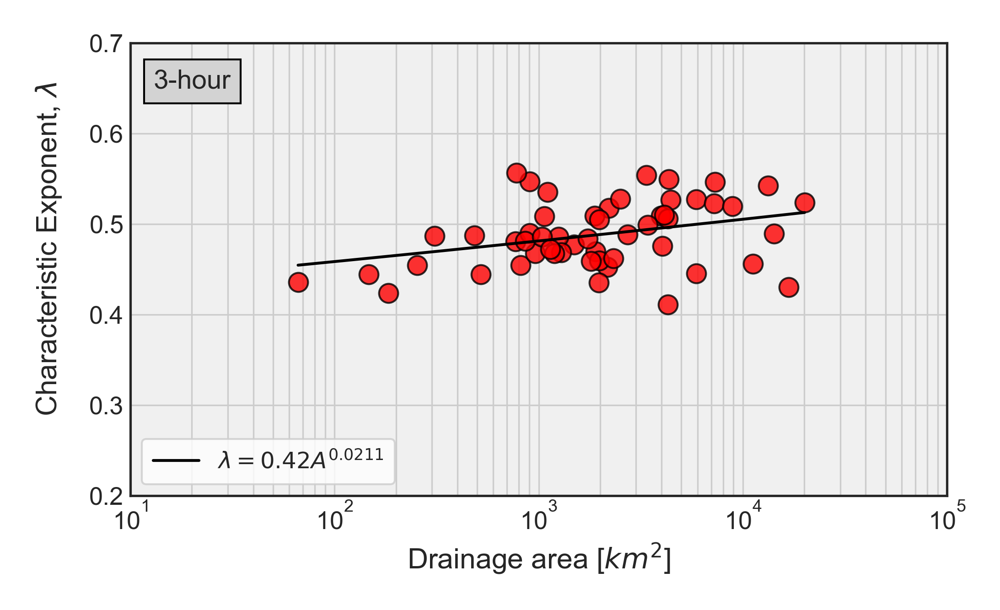 0.7
3-hour
0.6
0.5
0.4
0.3
0.2
Characteristic Exponent, λ
λ = 0.42A^0.0211
10^1 10^2 10^3 10^4 10^5
Drainage area [km^2]